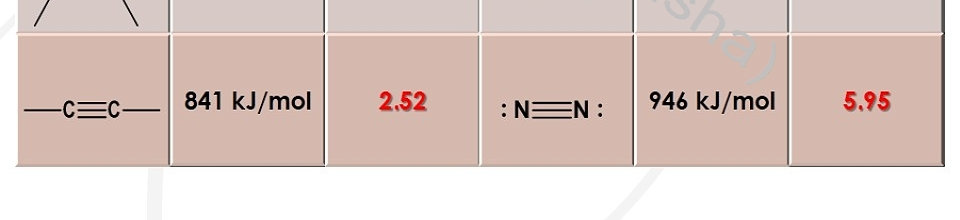 —C≡C— 841 kJ/mol 2.52 :N≡N: 946 kJ/mol 5.95